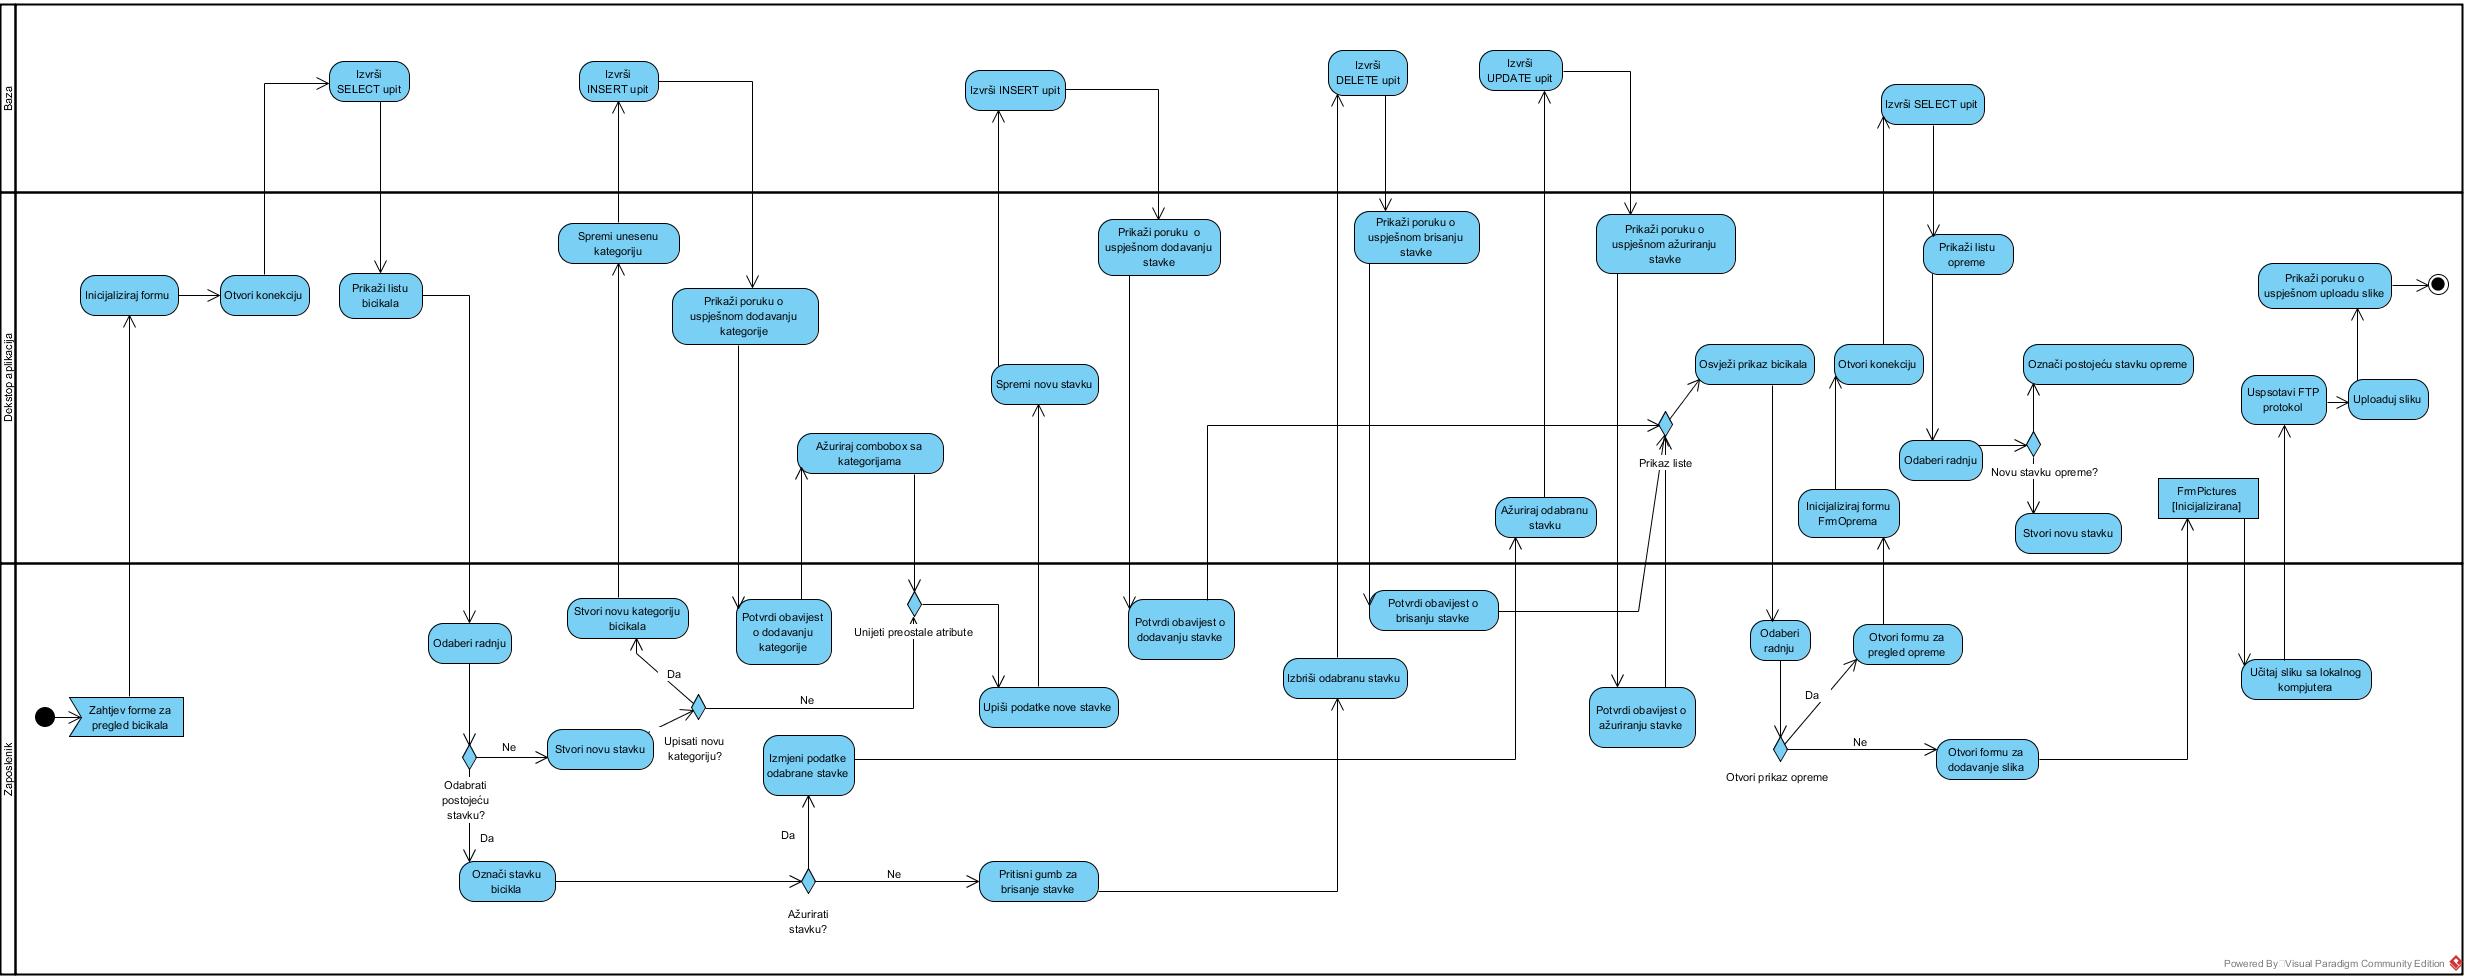 Baza
Izvrši
SELECT upit
Izvrši
INSERT upit
Izvrši INSERT upit
Izvrši
DELETE upit
Izvrši
UPDATE upit
Izvrši SELECT upit
Dekstop aplikacija
Inicijaliziraj formu
Otvori konekciju
Prikaži listu
bicikala
Spremi unesenu
kategoriju
Prikaži poruku o
uspješnom dodavanju
kategorije
Ažuriraj combobox sa
kategorijama
Spremi novu stavku
Prikaži poruku o
uspješnom dodavanju
stavke
Prikaži poruku o
uspješnom brisanju
stavke
Ažuriraj odabranu
stavku
Prikaži poruku o
uspješnom ažuriranju
stavke
Prikaz liste
Osvježi prikaz bicikala
Otvori konekciju
Inicijaliziraj formu
FrmOprema
Prikaži listu
opreme
Odaberi radnju
Označi postojeću stavku opreme
Novu stavku opreme?
Stvori novu stavku
FrmPictures
[Inicijalizirana]
Uspsotavi FTP
protokol
Uploaduj sliku
Prikaži poruku o
uspješnom uploadu slike
Zaposlenik
Zahtjev forme za
pregled bicikala
Odaberi radnju
Odabrati
postojeću
stavku?
Ne
Da
Stvori novu stavku
Označi stavku
bicikla
Stvori novu kategoriju
bicikala
Da
Ne
Upisati novu
kategoriju?
Potvrdi obavijest
o dodavanju
kategorije
Unijeti preostale atribute
Izmjeni podatke
odabrane stavke
Da
Ne
Ažurirati
stavku?
Upiši podatke nove stavke
Pritisni gumb za
brisanje stavke
Potvrdi obavijest o
dodavanju stavke
Izbriši odabranu stavku
Potvrdi obavijest o
brisanju stavke
Potvrdi obavijest o
ažuriranju stavke
Odaberi
radnju
Otvori formu za
pregled opreme
Da
Ne
Otvori prikaz opreme
Otvori formu za
dodavanje slika
Učitaj sliku sa lokalnog
kompjutera
Powered By Visual Paradigm Community Edition